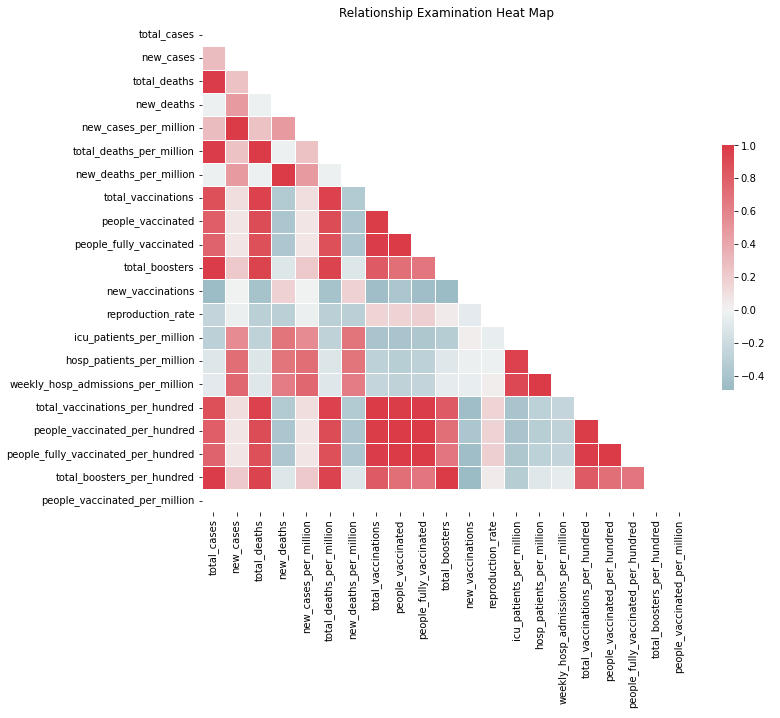 Relationship Examination Heat Map
total_cases
new_cases
total_deaths
new_deaths
new_cases_per_million
total_deaths_per_million
new_deaths_per_million
total_vaccinations
people_vaccinated
people_fully_vaccinated
total_boosters
new_vaccinations
reproduction_rate
icu_patients_per_million
hosp_patients_per_million
weekly_hosp_admissions_per_million
total_vaccinations_per_hundred
people_vaccinated_per_hundred
people_fully_vaccinated_per_hundred
total_boosters_per_hundred
people_vaccinated_per_million
total_cases
new_cases
total_deaths
new_deaths
new_cases_per_million
total_deaths_per_million
new_deaths_per_million
total_vaccinations
people_vaccinated
people_fully_vaccinated
total_boosters
new_vaccinations
reproduction_rate
icu_patients_per_million
hosp_patients_per_million
weekly_hosp_admissions_per_million
total_vaccinations_per_hundred
people_vaccinated_per_hundred
people_fully_vaccinated_per_hundred
total_boosters_per_hundred
people_vaccinated_per_million
1.0
0.8
0.6
0.4
0.2
0.0
−0.2
−0.4